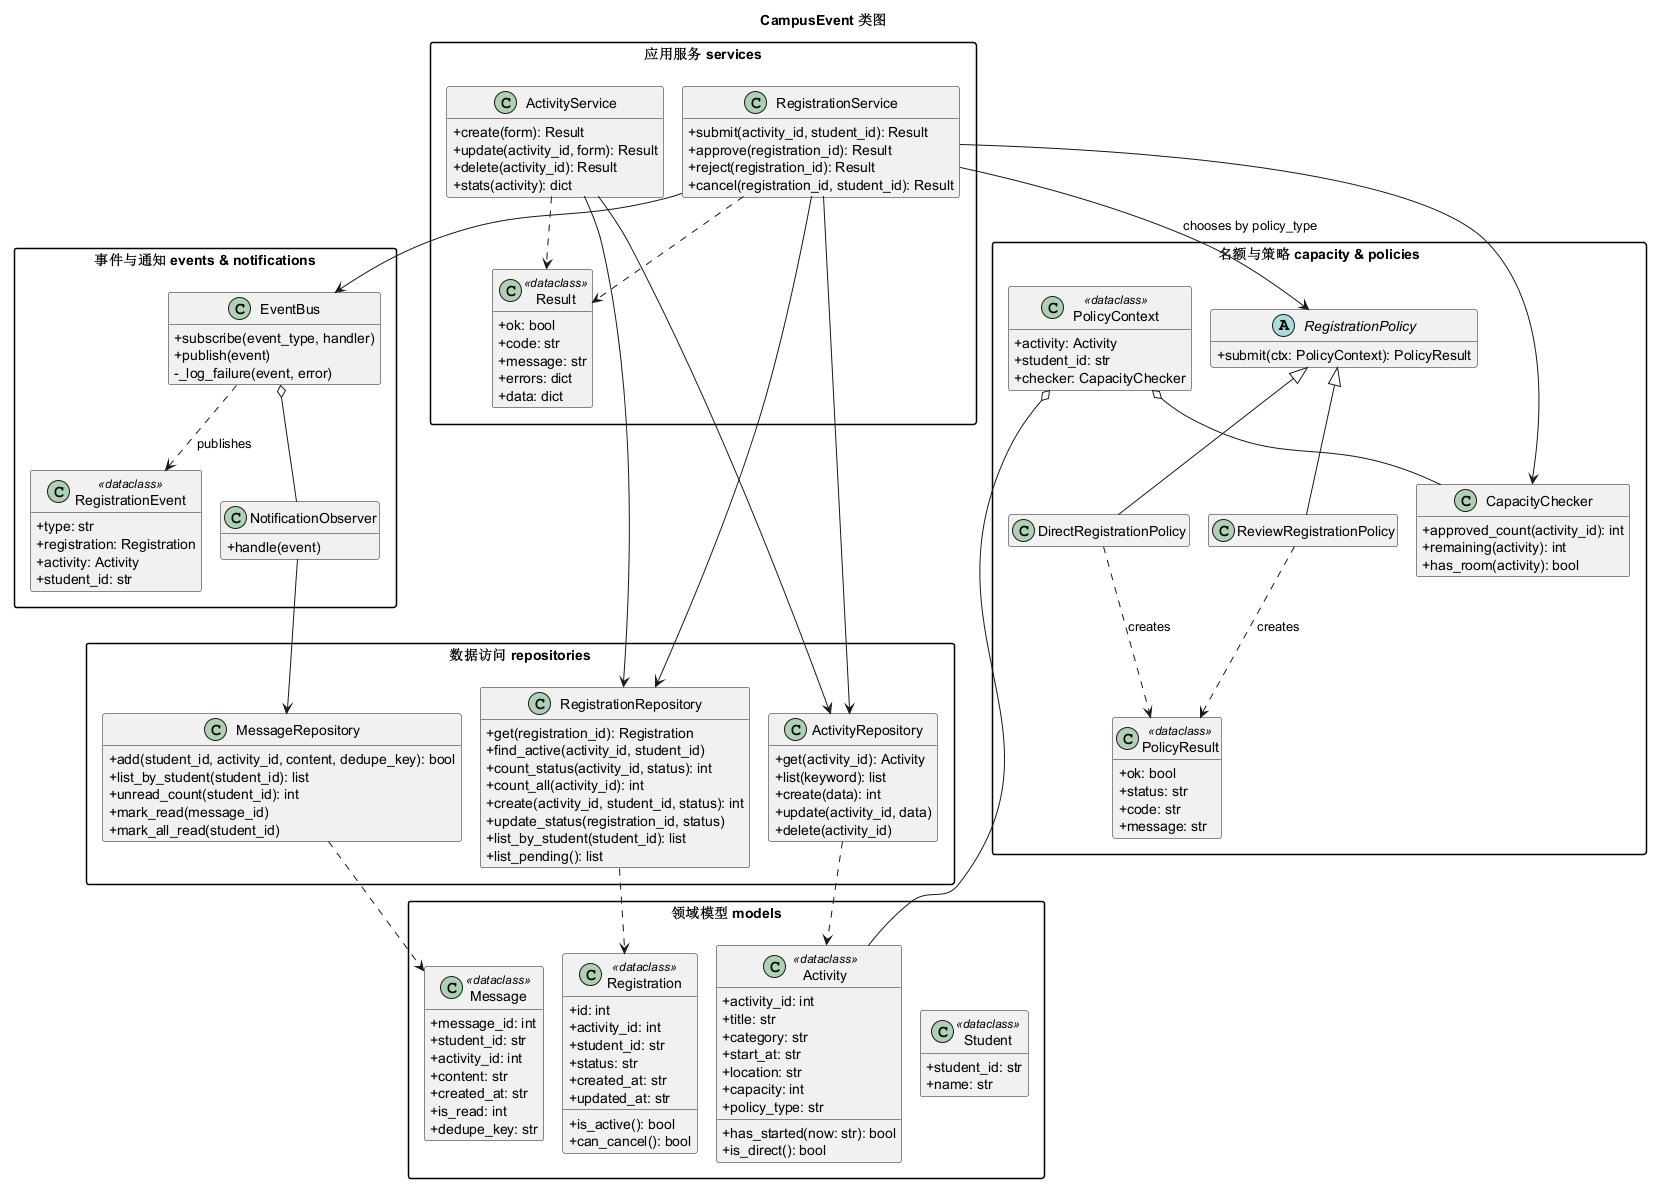 CampusEvent 类图
应用服务 services
C ActivityService
+create(form): Result
+update(activity_id, form): Result
+delete(activity_id): Result
+stats(activity): dict
C RegistrationService
+submit(activity_id, student_id): Result
+approve(registration_id): Result
+reject(registration_id): Result
+cancel(registration_id, student_id): Result
C «dataclass»
Result
+ok: bool
+code: str
+message: str
+errors: dict
+data: dict
chooses by policy_type
事件与通知 events & notifications
C EventBus
+subscribe(event_type, handler)
+publish(event)
-_log_failure(event, error)
publishes
C «dataclass»
RegistrationEvent
+type: str
+registration: Registration
+activity: Activity
+student_id: str
C NotificationObserver
+handle(event)
名额与策略 capacity & policies
C «dataclass»
PolicyContext
+activity: Activity
+student_id: str
+checker: CapacityChecker
A RegistrationPolicy
+submit(ctx: PolicyContext): PolicyResult
C DirectRegistrationPolicy
C ReviewRegistrationPolicy
C CapacityChecker
+approved_count(activity_id): int
+remaining(activity): int
+has_room(activity): bool
creates
creates
C «dataclass»
PolicyResult
+ok: bool
+status: str
+code: str
+message: str
数据访问 repositories
C MessageRepository
+add(student_id, activity_id, content, dedupe_key): bool
+list_by_student(student_id): list
+unread_count(student_id): int
+mark_read(message_id)
+mark_all_read(student_id)
C RegistrationRepository
+get(registration_id): Registration
+find_active(activity_id, student_id)
+count_status(activity_id, status): int
+count_all(activity_id): int
+create(activity_id, student_id, status): int
+update_status(registration_id, status)
+list_by_student(student_id): list
+list_pending(): list
C ActivityRepository
+get(activity_id): Activity
+list(keyword): list
+create(data): int
+update(activity_id, data)
+delete(activity_id)
领域模型 models
C «dataclass»
Message
+message_id: int
+student_id: str
+activity_id: int
+content: str
+created_at: str
+is_read: int
+dedupe_key: str
C «dataclass»
Registration
+id: int
+activity_id: int
+student_id: str
+status: str
+created_at: str
+updated_at: str
+is_active(): bool
+can_cancel(): bool
C «dataclass»
Activity
+activity_id: int
+title: str
+category: str
+start_at: str
+location: str
+capacity: int
+policy_type: str
+has_started(now: str): bool
+is_direct(): bool
C «dataclass»
Student
+student_id: str
+name: str